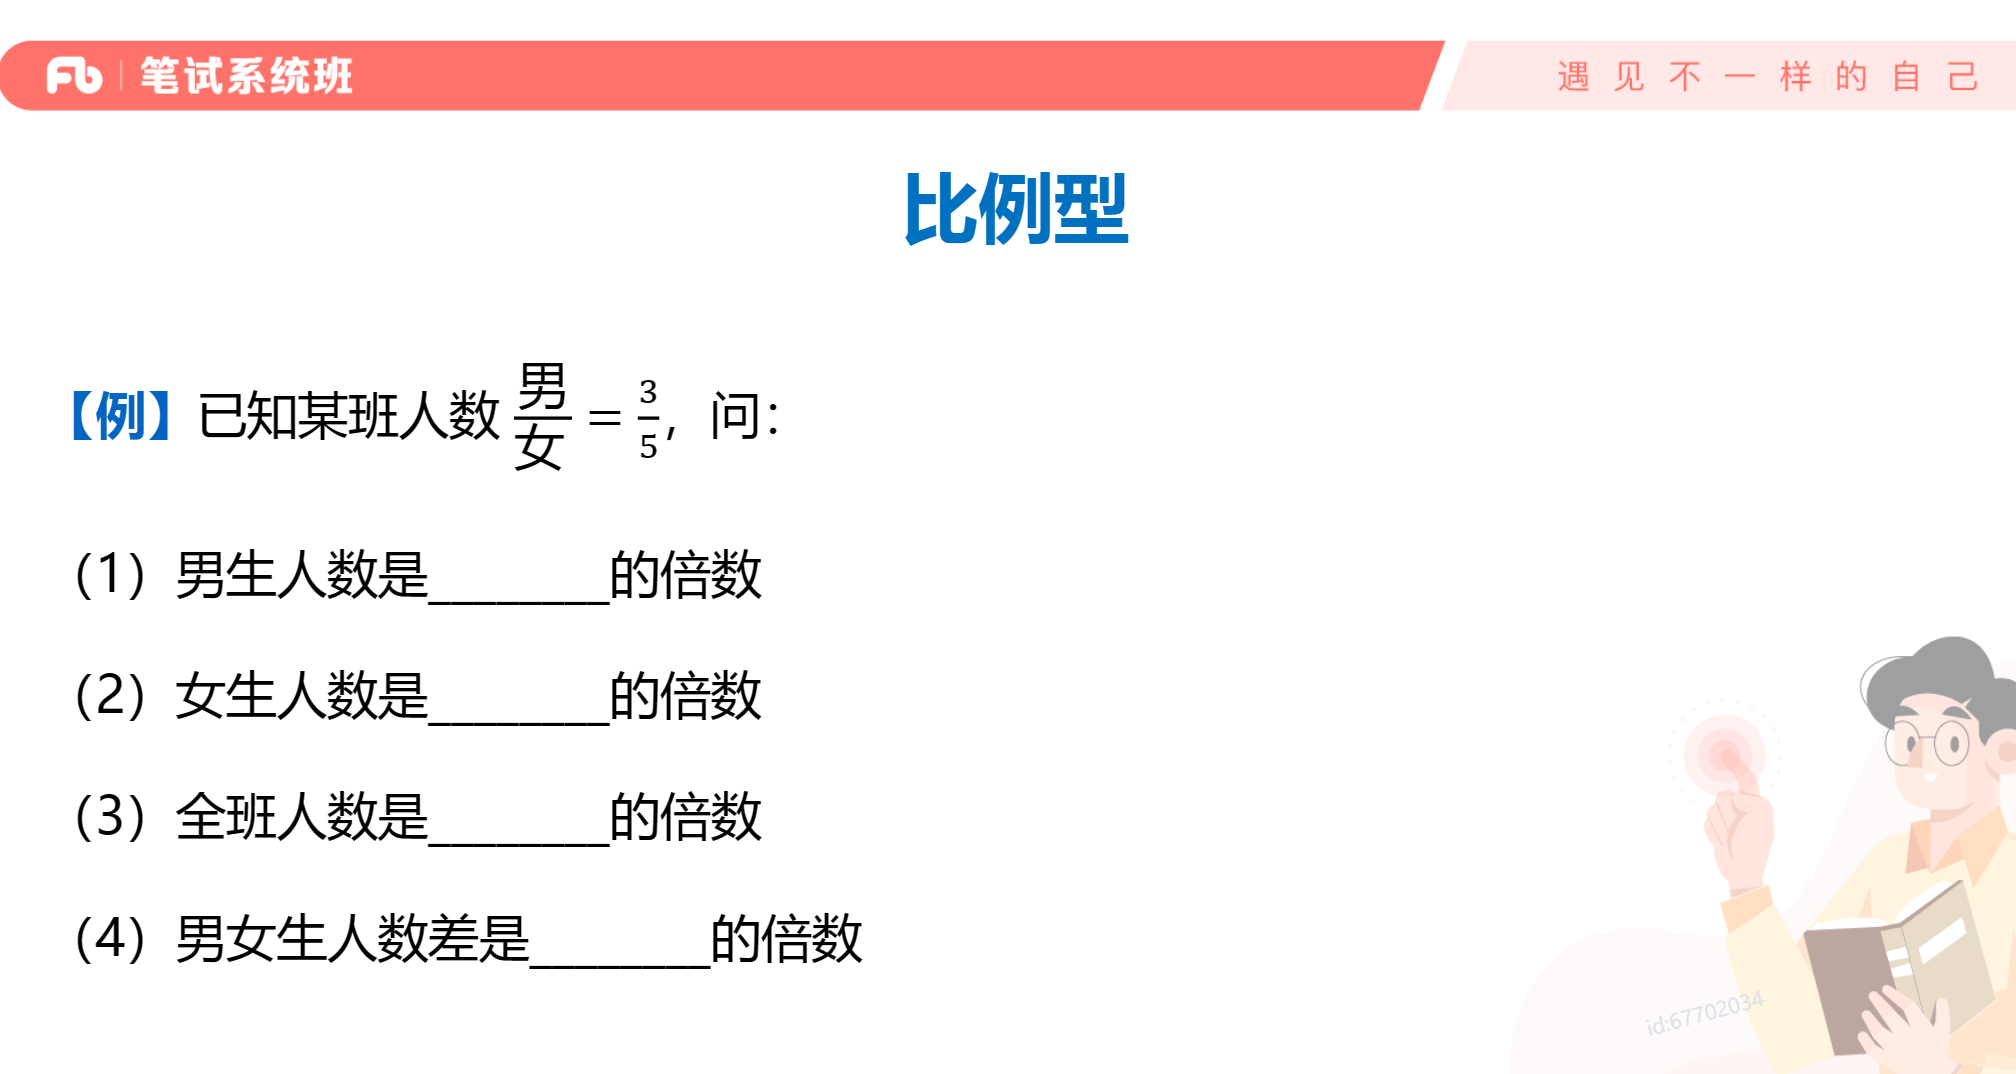 Fb 笔试系统班
遇见不一样的自己
比例型
【例】已知某班人数 男/女 = 3/5，问：
（1）男生人数是________的倍数
（2）女生人数是________的倍数
（3）全班人数是________的倍数
（4）男女生人数差是________的倍数
id:67702034